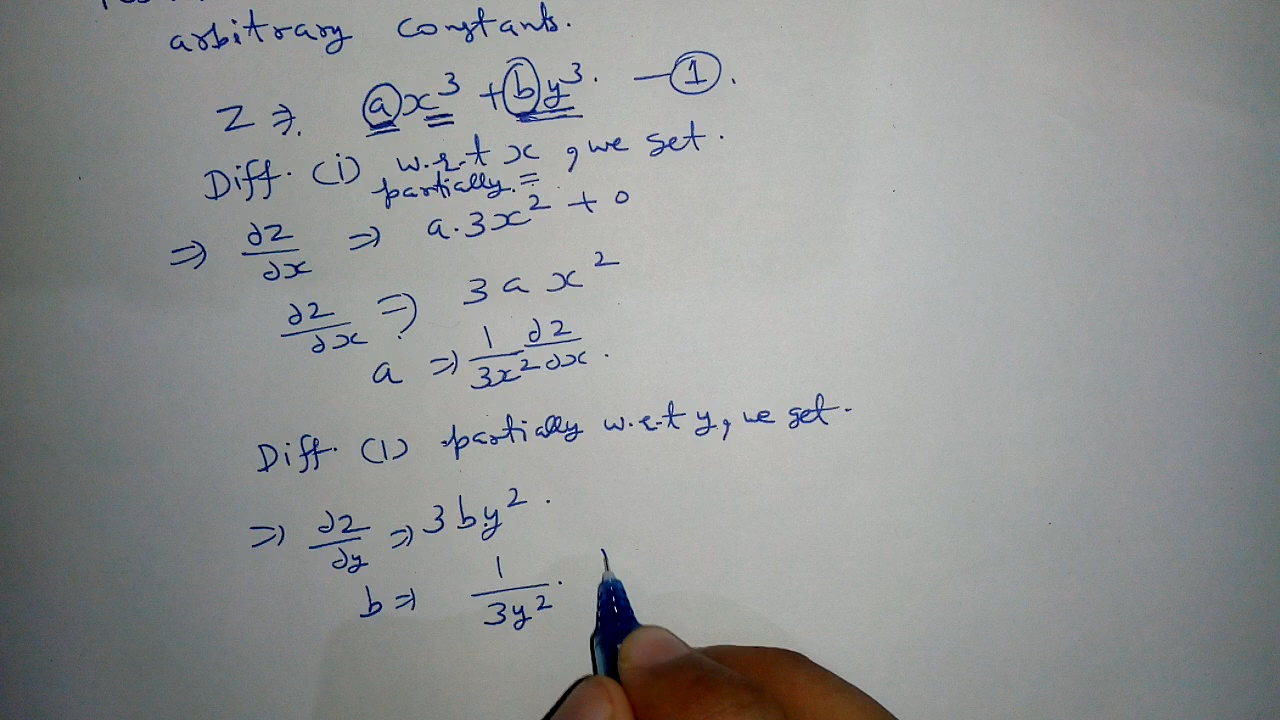 arbitrary constants.
z ⇒ ax³ + by³. — ①.
Diff. (i) w.r.t x, we get.
partially. =
⇒ ∂z/∂x ⇒ a.3x² + 0
∂z/∂x ⇒ 3ax²
a ⇒ 1/3x² ∂z/∂x.
Diff. (1) partially w.r.t y, we get.
⇒ ∂z/∂y ⇒ 3by².
b ⇒ 1/3y².